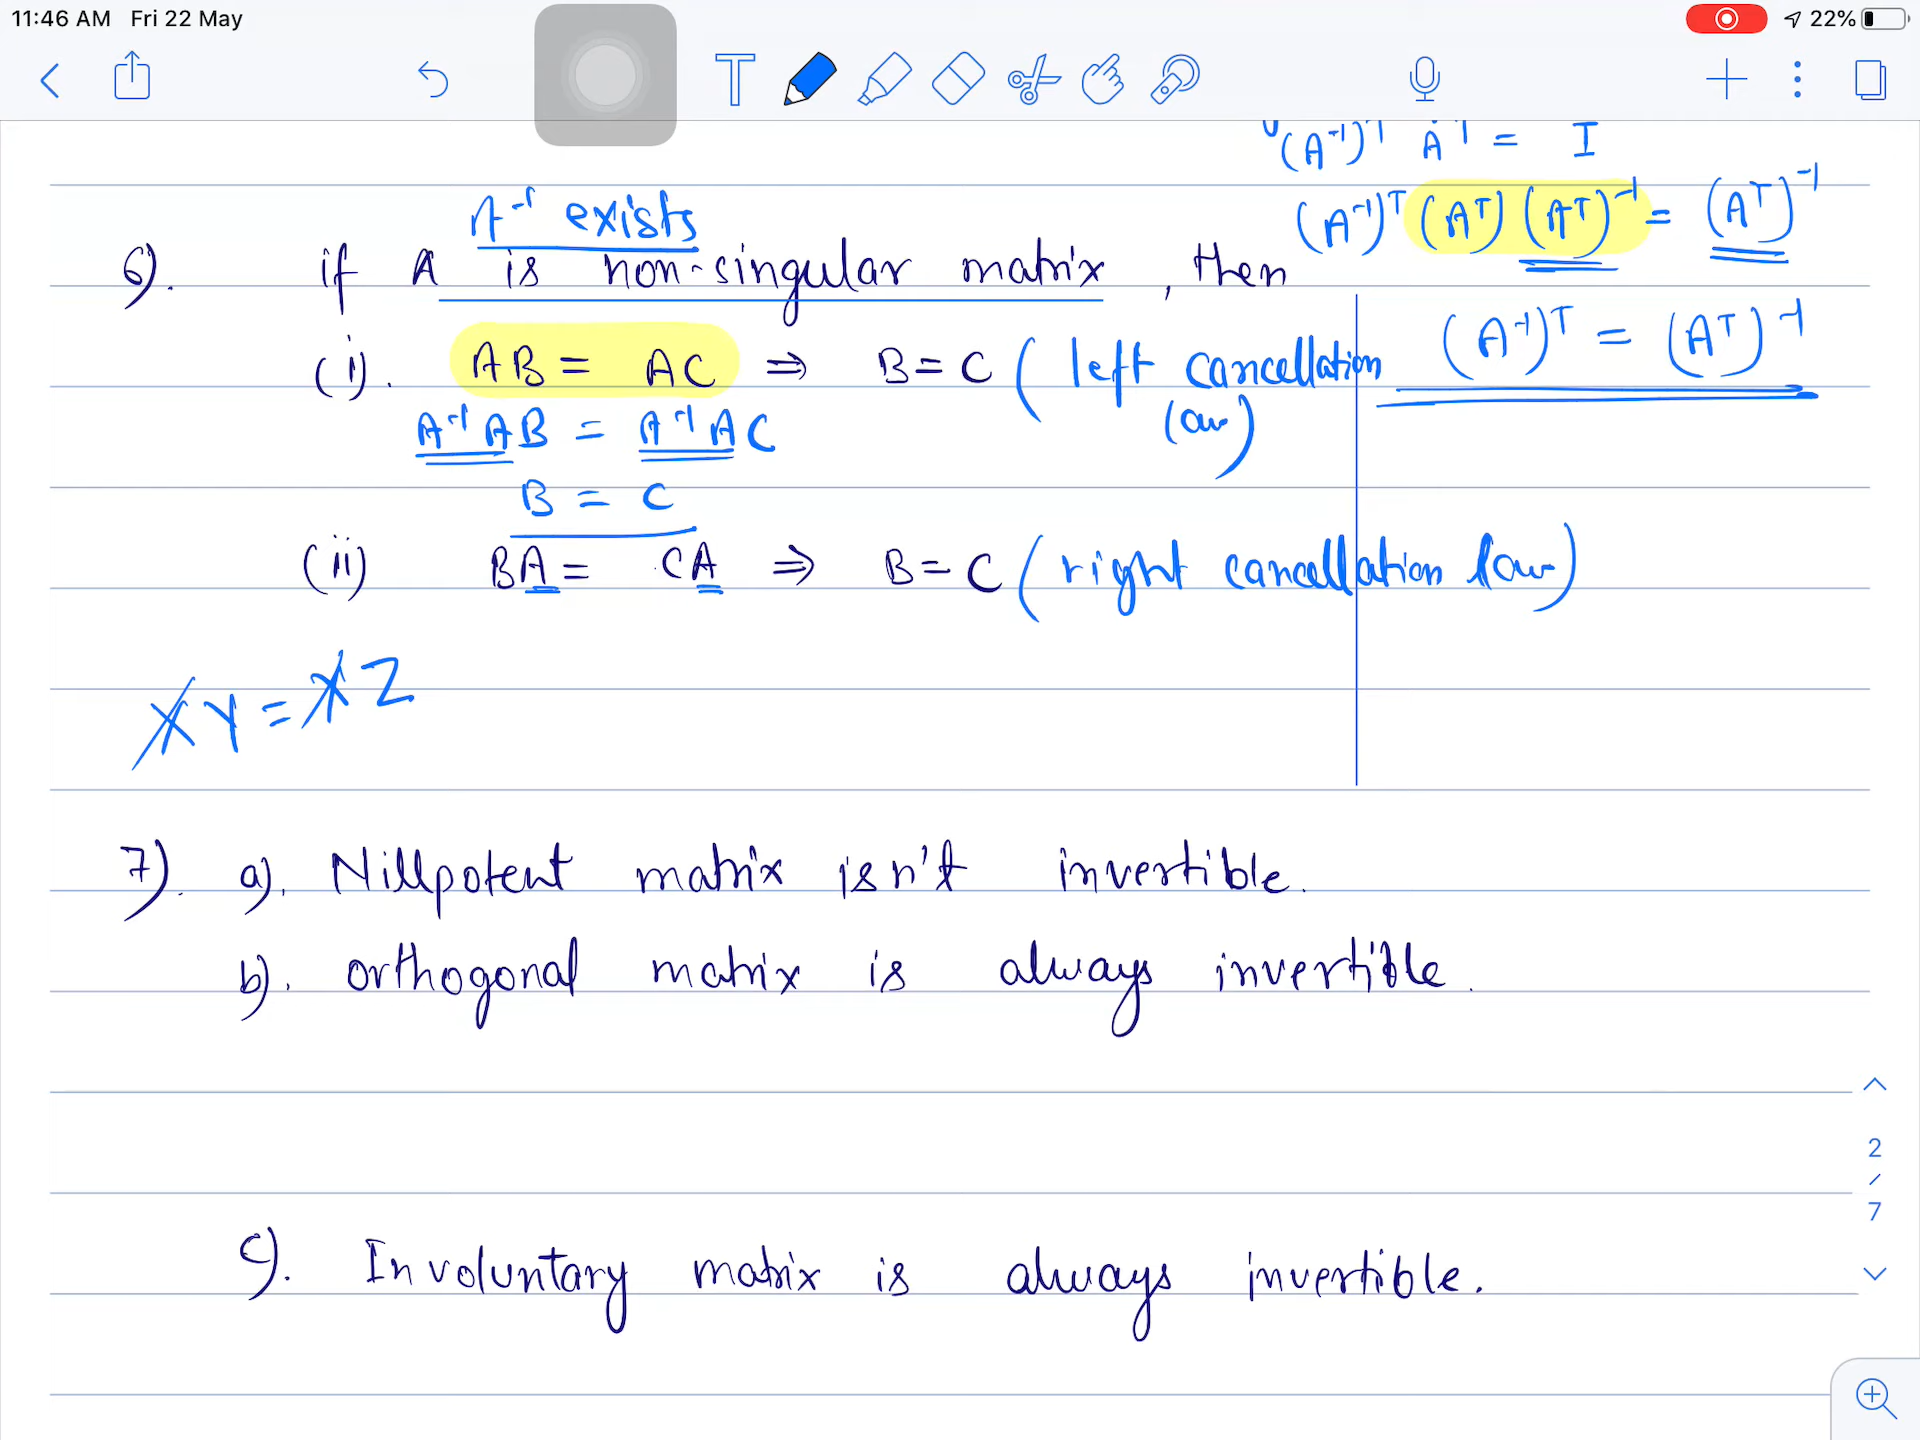 11:46 AM Fri 22 May 22%
T
(A⁻¹)ᵀ Aᵀ = I
A⁻¹ exists
(A⁻¹)ᵀ (Aᵀ) (Aᵀ)⁻¹ = (Aᵀ)⁻¹
6). if A is non-singular matrix, then
(A⁻¹)ᵀ = (Aᵀ)⁻¹
(i). AB = AC ⇒ B = C ( left cancellation
law)
A⁻¹AB = A⁻¹AC
B = C
(ii) BA = CA ⇒ B = C ( right cancellation law)
XY = XZ
7). a). Nillpotent matrix isn't invertible.
b). orthogonal matrix is always invertible.
2
/
7
c). Involuntary matrix is always invertible.